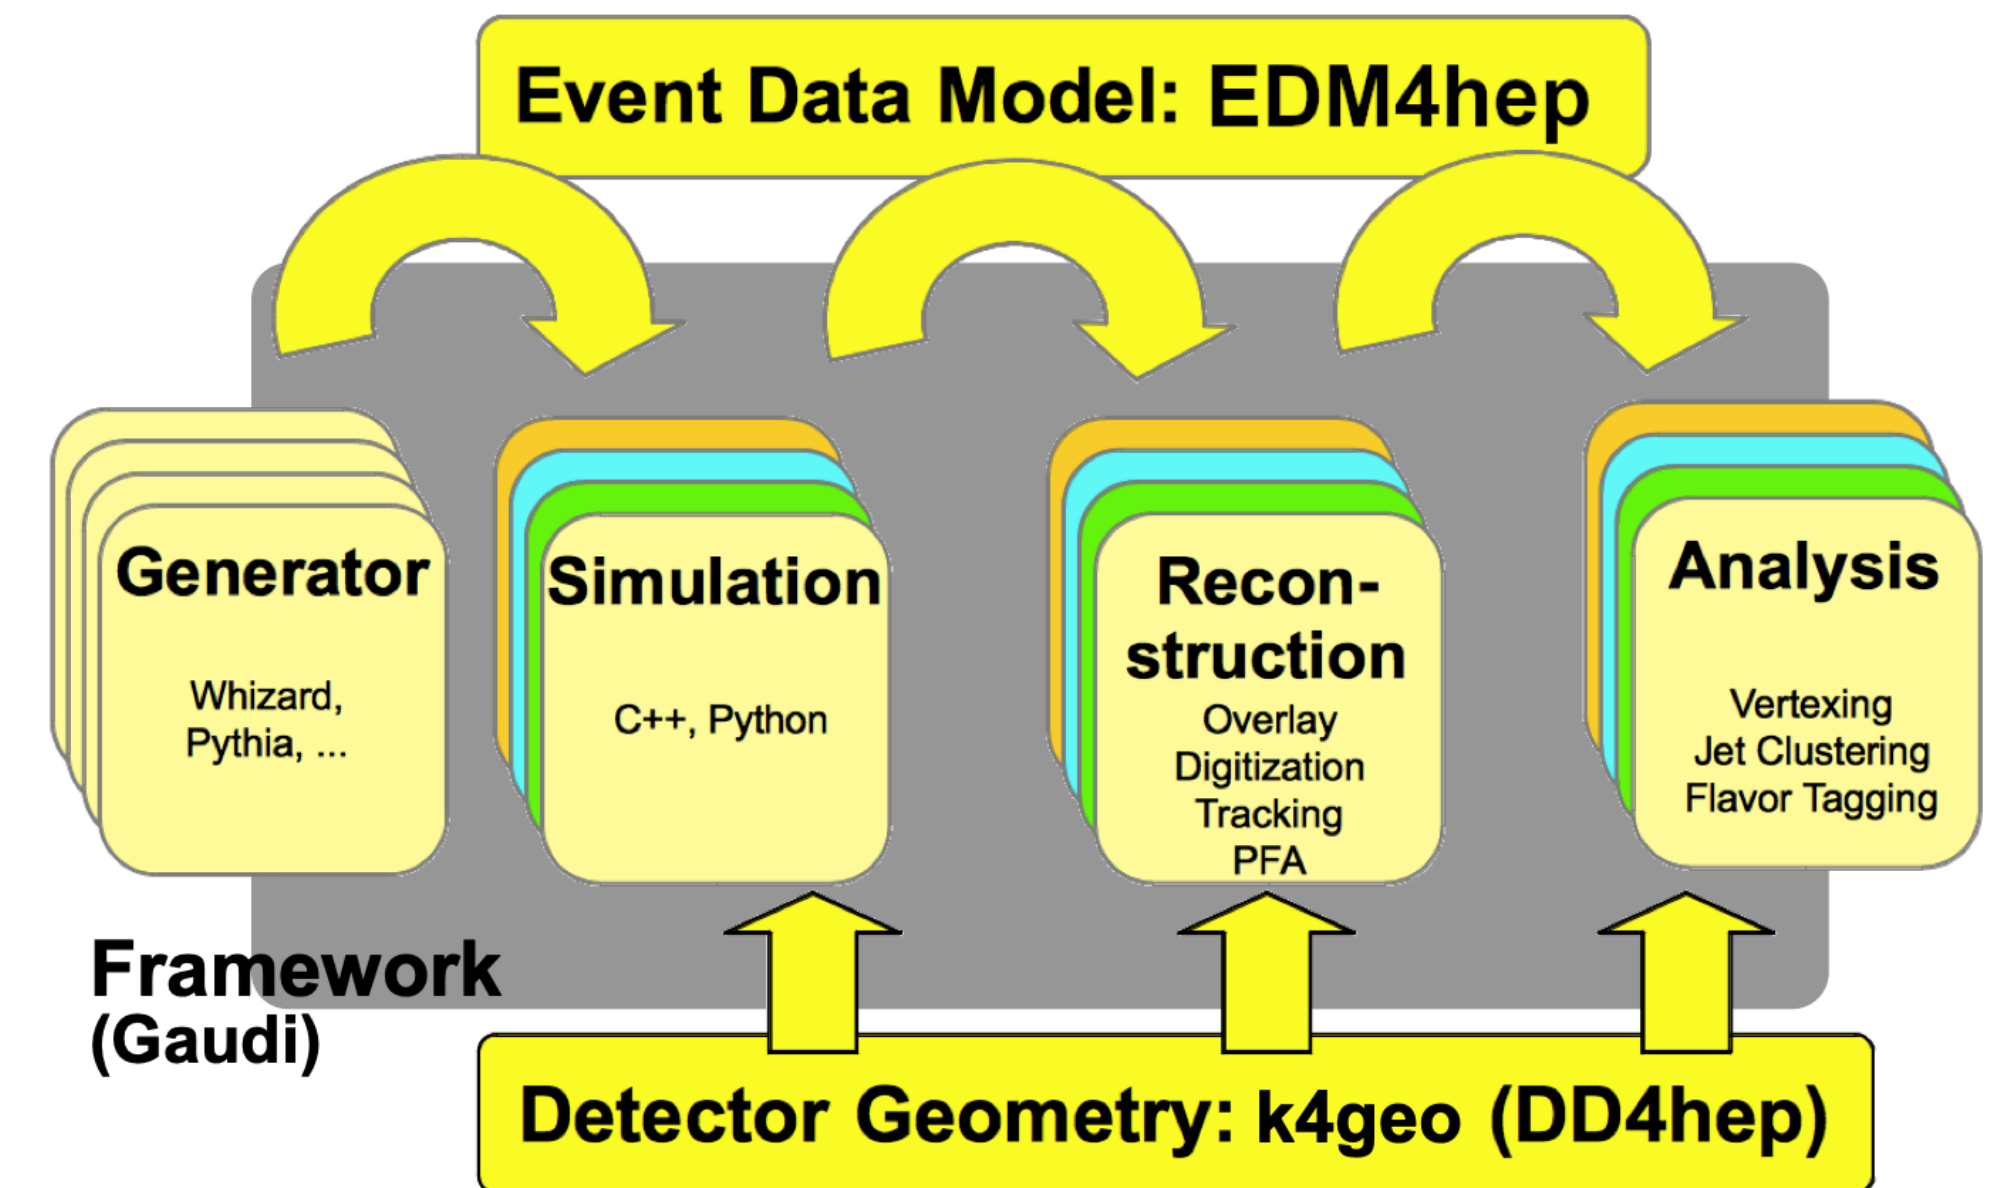 Event Data Model: EDM4hep
Generator
Whizard,
Pythia, ...
Simulation
C++, Python
Recon-
struction
Overlay
Digitization
Tracking
PFA
Analysis
Vertexing
Jet Clustering
Flavor Tagging
Framework
(Gaudi)
Detector Geometry: k4geo (DD4hep)